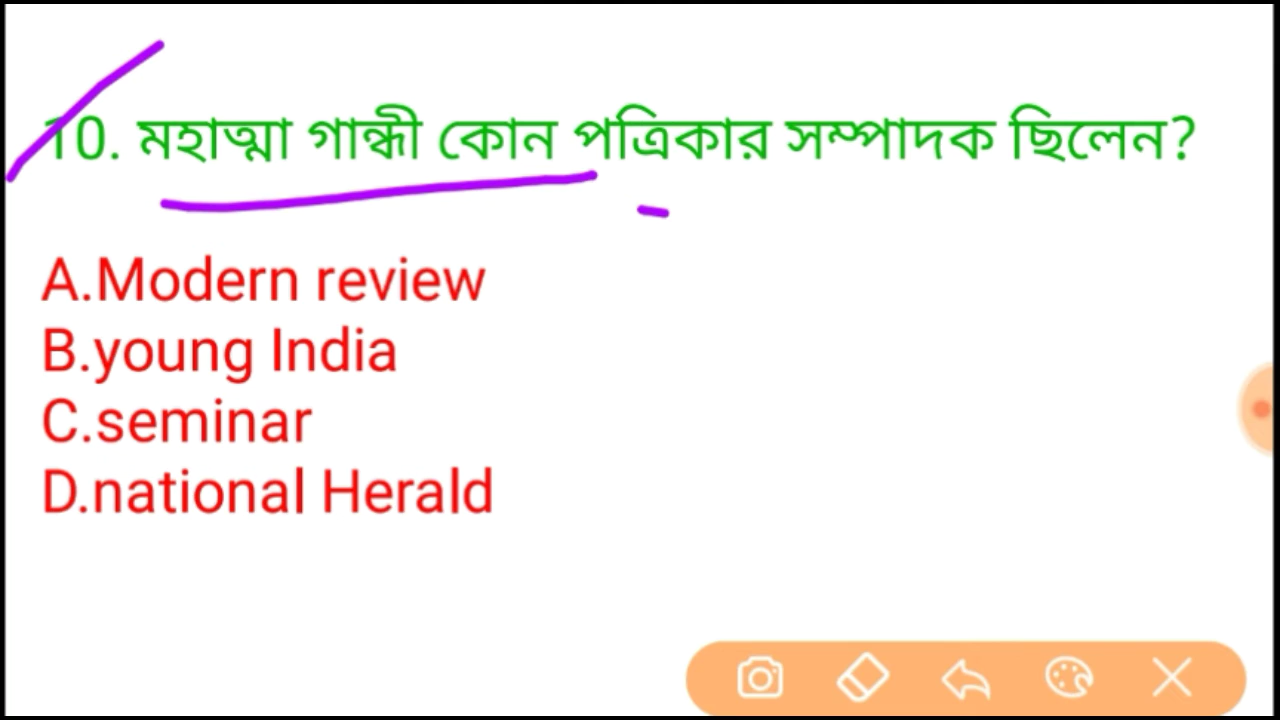 10. মহাত্মা গান্ধী কোন পত্রিকার সম্পাদক ছিলেন?
A.Modern review
B.young India
C.seminar
D.national Herald